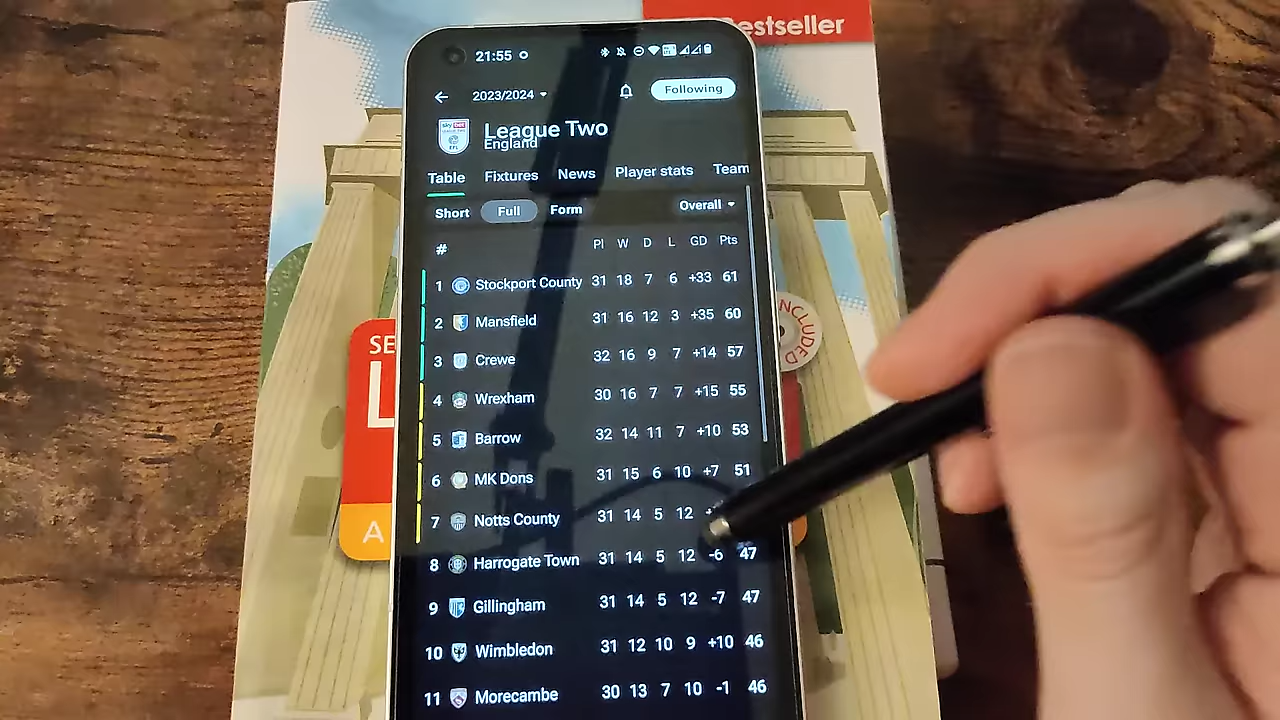 Bestseller
21:55
2023/2024 Following
League Two
England
Table Fixtures News Player stats Team
Short Full Form Overall
# Pl W D L GD Pts
1 Stockport County 31 18 7 6 +33 61
2 Mansfield 31 16 12 3 +35 60
3 Crewe 32 16 9 7 +14 57
4 Wrexham 30 16 7 7 +15 55
5 Barrow 32 14 11 7 +10 53
6 MK Dons 31 15 6 10 +7 51
7 Notts County 31 14 5 12
8 Harrogate Town 31 14 5 12 -6 47
9 Gillingham 31 14 5 12 -7 47
10 Wimbledon 31 12 10 9 +10 46
11 Morecambe 30 13 7 10 -1 46
SE
L
A
INCLUDED